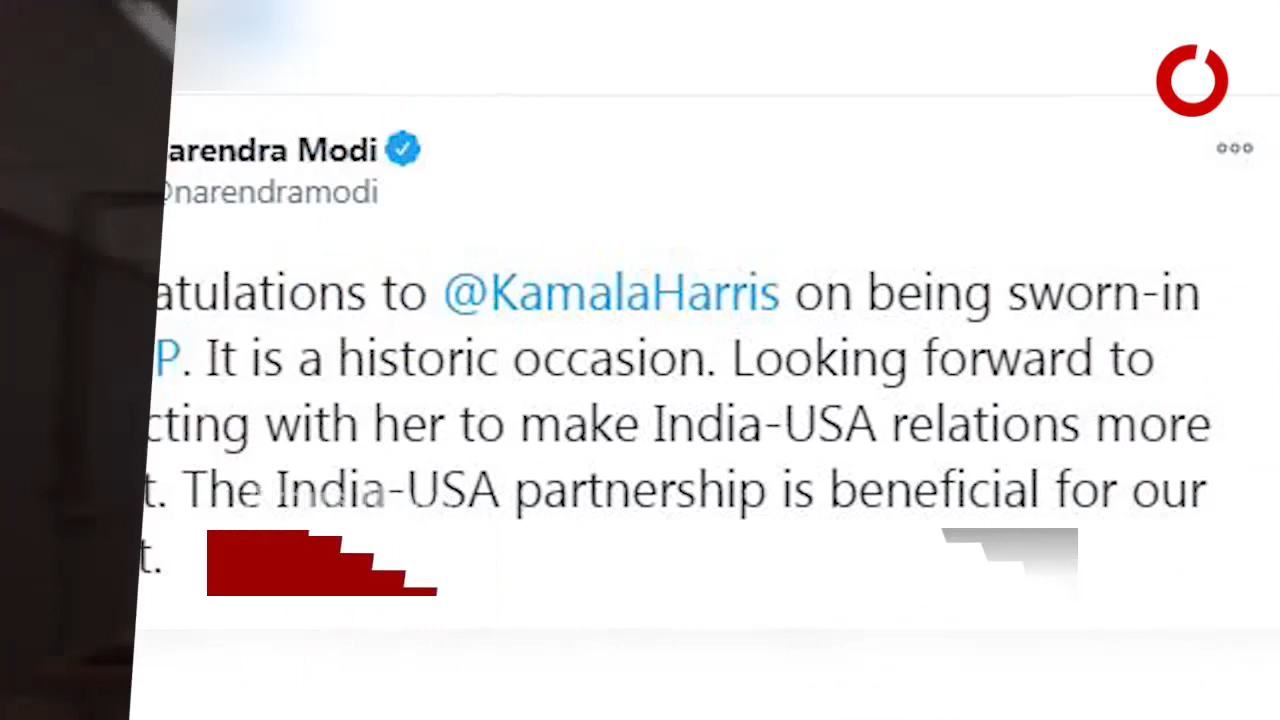 arendra Modi
@narendramodi
atulations to @KamalaHarris on being sworn-in
P. It is a historic occasion. Looking forward to
cting with her to make India-USA relations more
t. The India-USA partnership is beneficial for our
t.